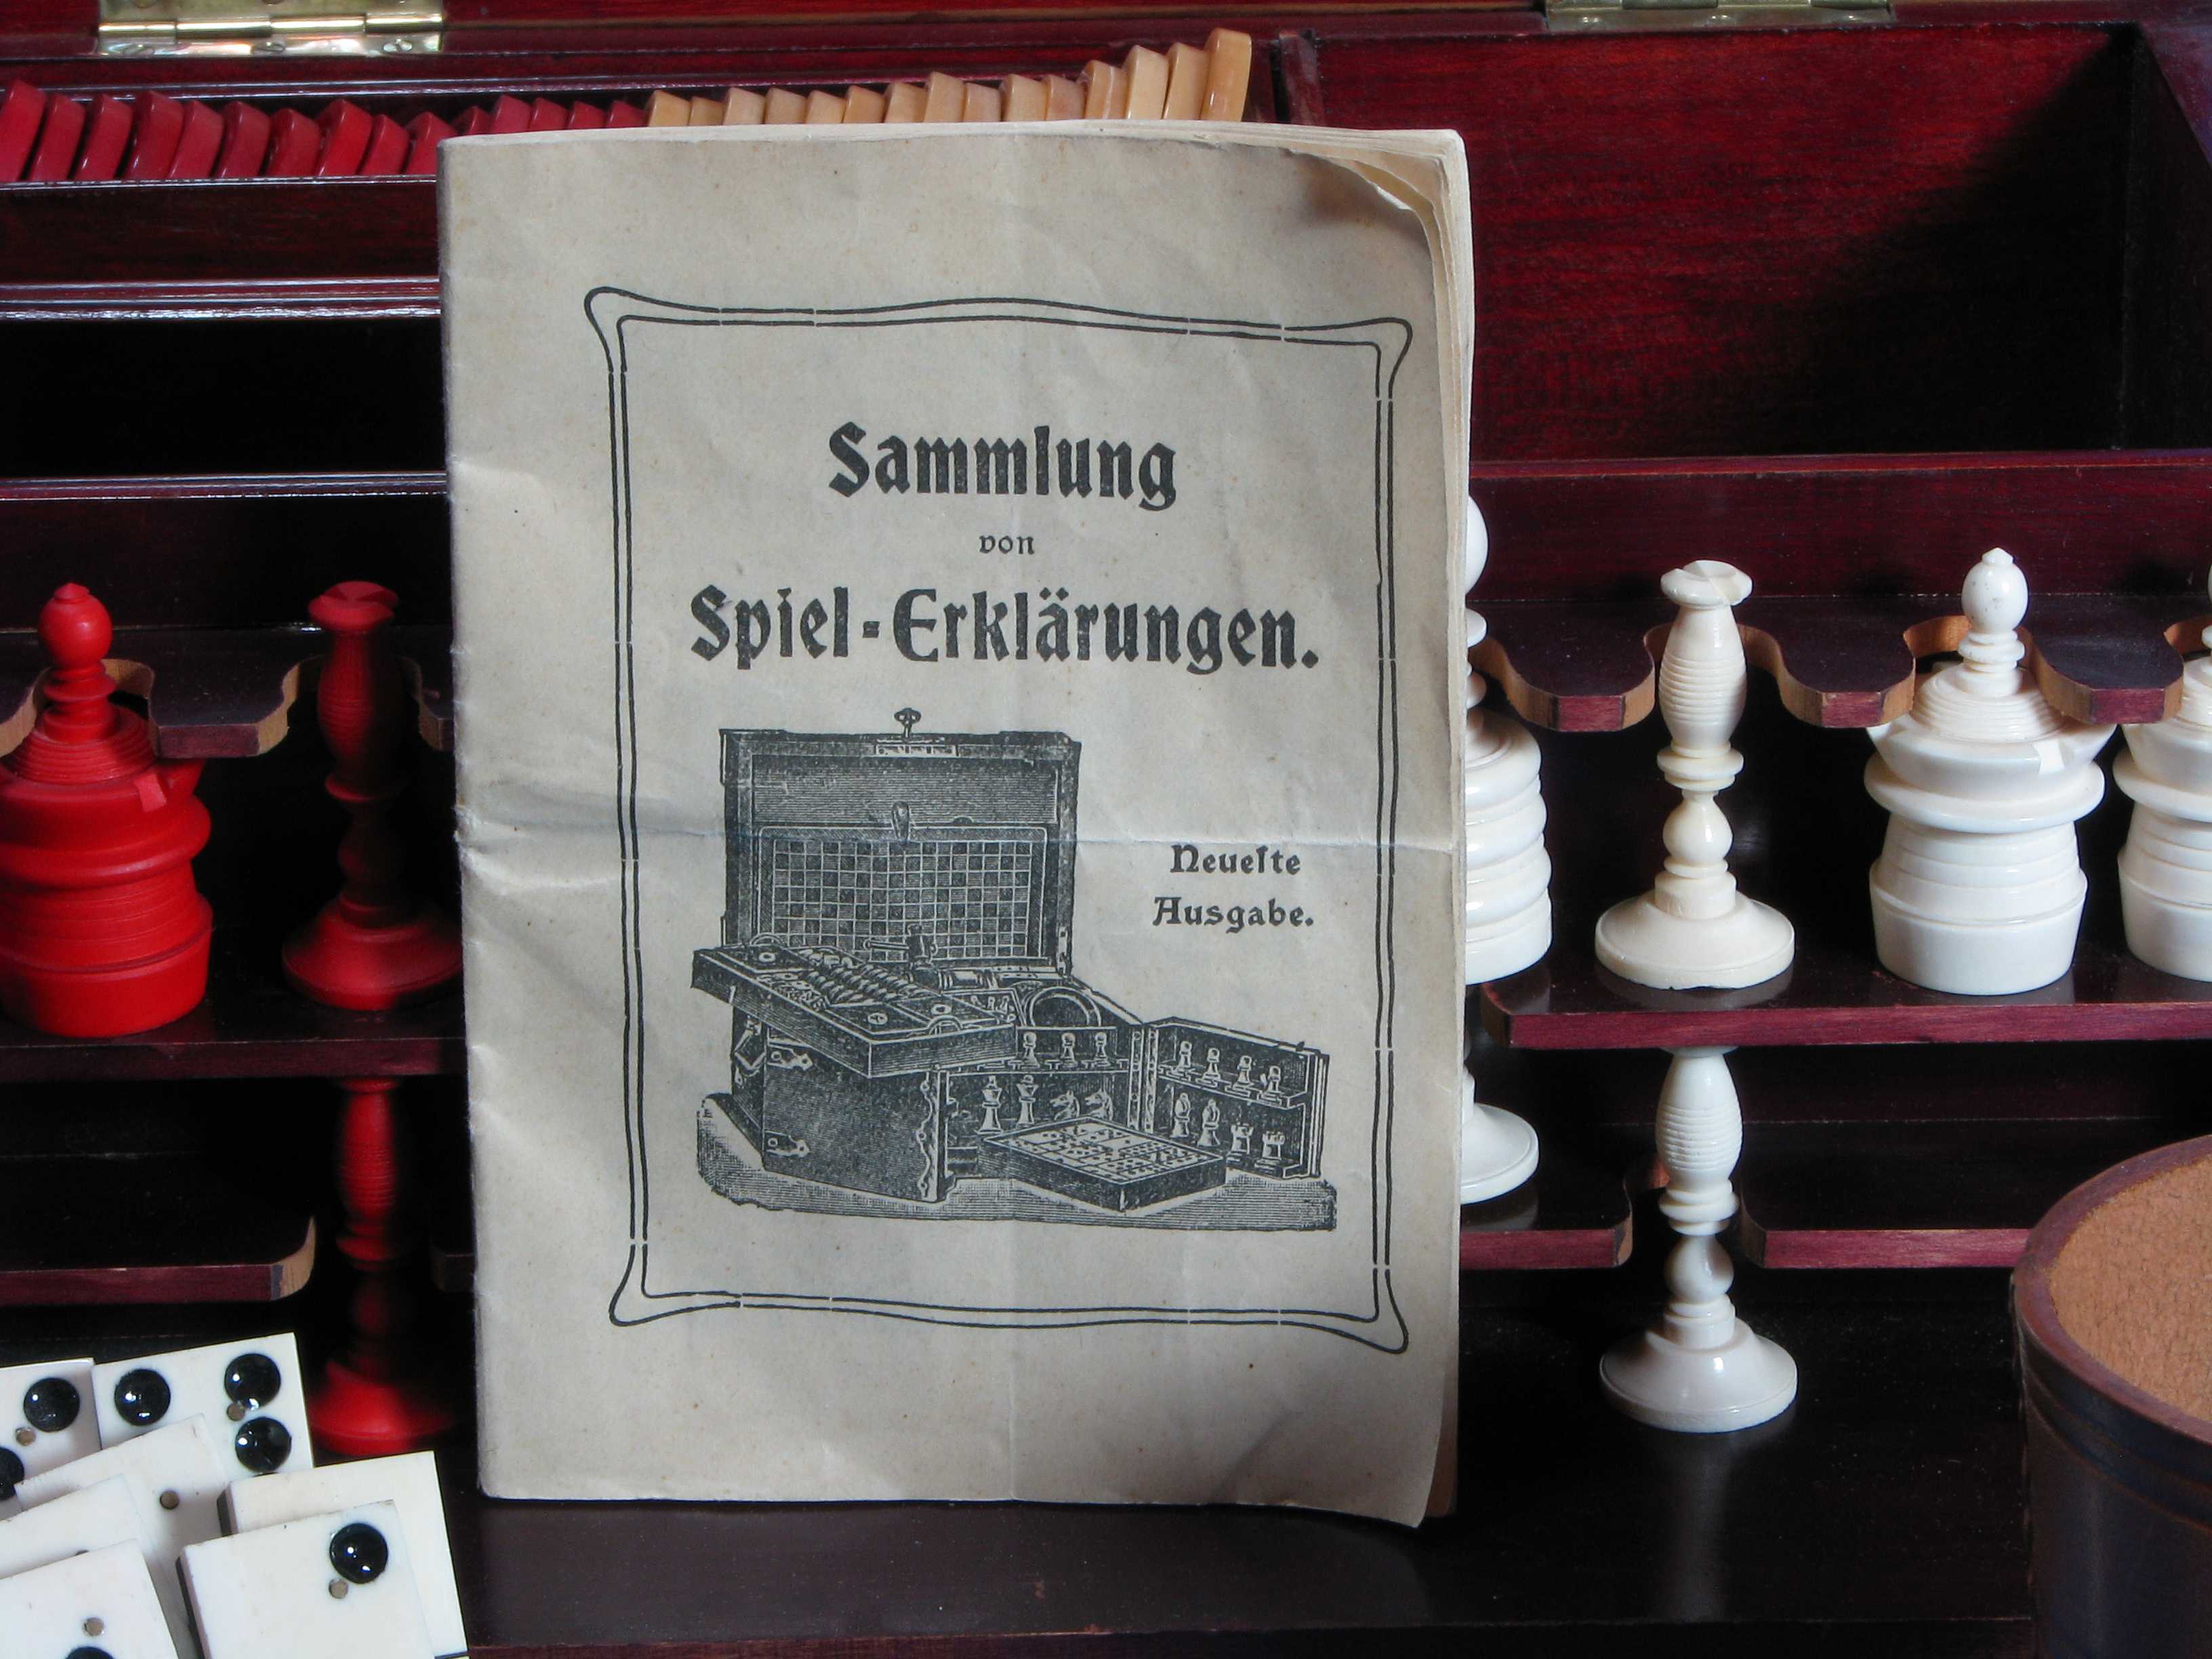 Sammlung
von
Spiel-Erklärungen.
Neueſte
Ausgabe.